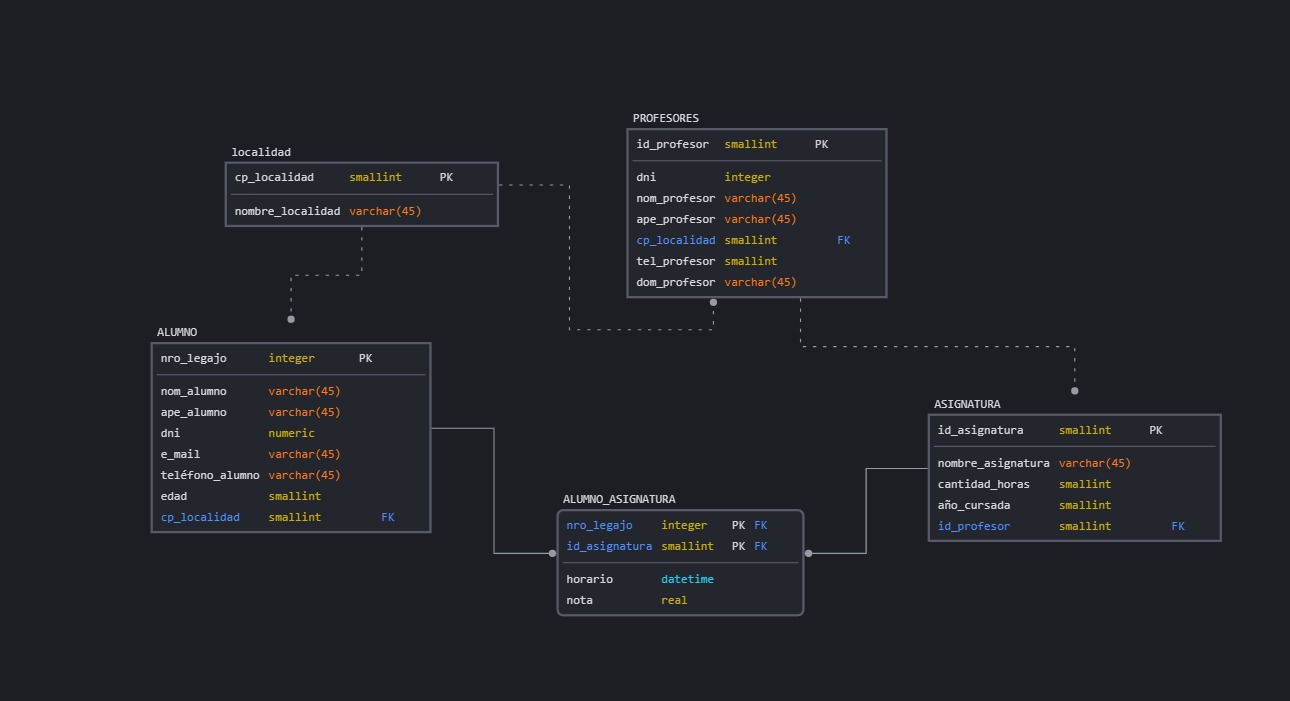 PROFESORES
id_profesor smallint PK
dni integer
nom_profesor varchar(45)
ape_profesor varchar(45)
cp_localidad smallint FK
tel_profesor smallint
dom_profesor varchar(45)
localidad
cp_localidad smallint PK
nombre_localidad varchar(45)
ALUMNO
nro_legajo integer PK
nom_alumno varchar(45)
ape_alumno varchar(45)
dni numeric
e_mail varchar(45)
teléfono_alumno varchar(45)
edad smallint
cp_localidad smallint FK
ASIGNATURA
id_asignatura smallint PK
nombre_asignatura varchar(45)
cantidad_horas smallint
año_cursada smallint
id_profesor smallint FK
ALUMNO_ASIGNATURA
nro_legajo integer PK FK
id_asignatura smallint PK FK
horario datetime
nota real